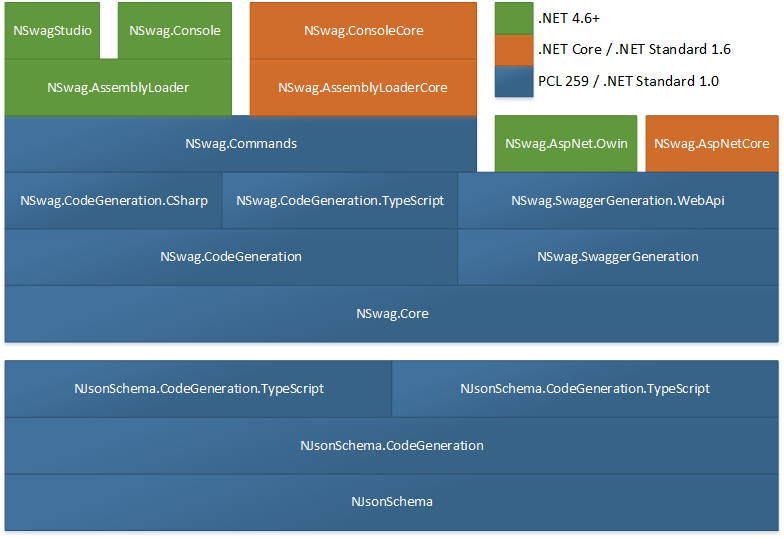 NSwagStudio
NSwag.Console
NSwag.ConsoleCore
.NET 4.6+
.NET Core / .NET Standard 1.6
PCL 259 / .NET Standard 1.0
NSwag.AssemblyLoader
NSwag.AssemblyLoaderCore
NSwag.Commands
NSwag.AspNet.Owin
NSwag.AspNetCore
NSwag.CodeGeneration.CSharp
NSwag.CodeGeneration.TypeScript
NSwag.SwaggerGeneration.WebApi
NSwag.CodeGeneration
NSwag.SwaggerGeneration
NSwag.Core
NJsonSchema.CodeGeneration.TypeScript
NJsonSchema.CodeGeneration.TypeScript
NJsonSchema.CodeGeneration
NJsonSchema